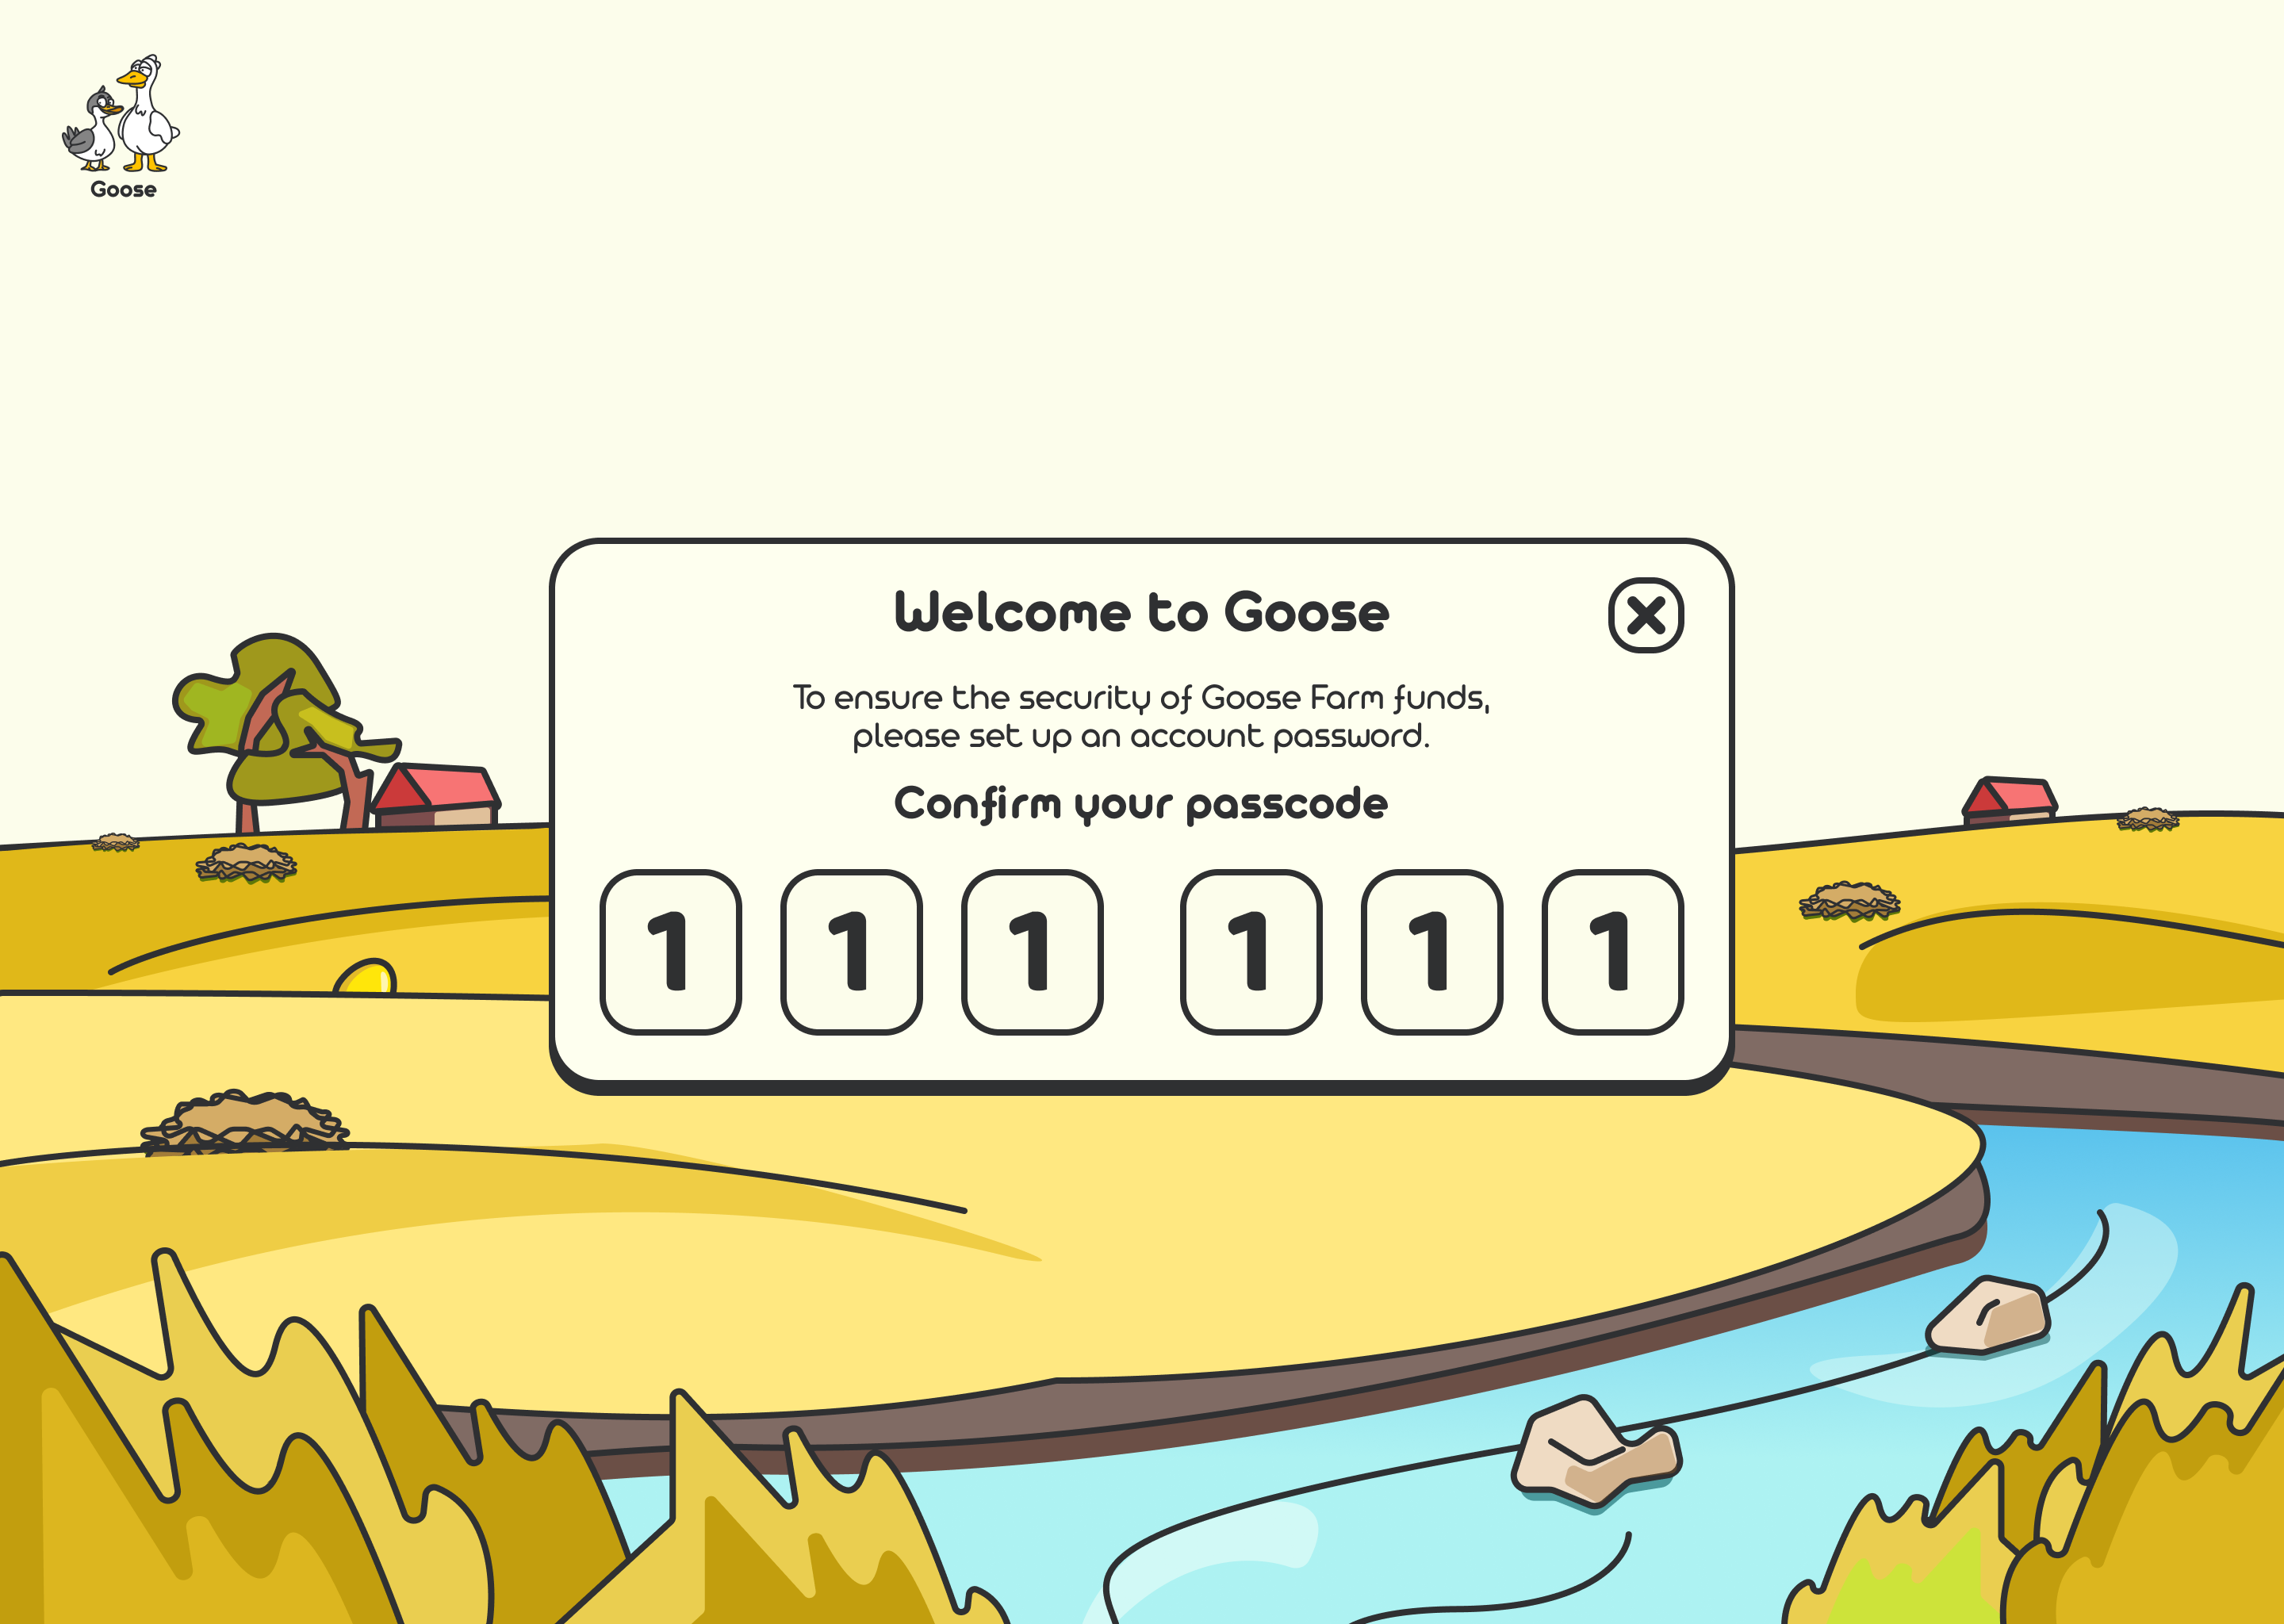 Goose
Welcome to Goose
To ensure the security of Goose Farm funds,
please set up an account password.
Confirm your passcode
1 1 1 1 1 1